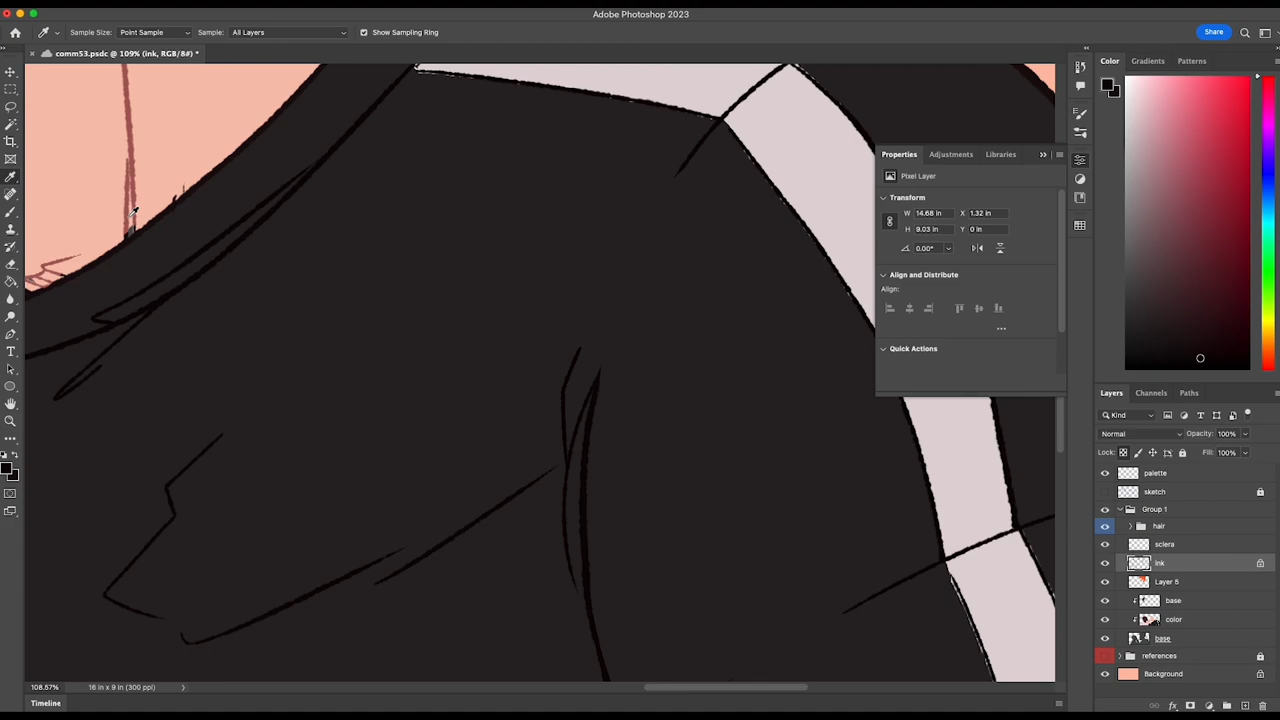 Adobe Photoshop 2023
Sample Size: Point Sample Sample: All Layers Show Sampling Ring Share
comm53.psdc @ 109% (ink, RGB/8#) *
Color Gradients Patterns
Properties Adjustments Libraries
Pixel Layer
Transform
W 14.68 in X 1.32 in
H 9.03 in Y 0 in
0.00°
Align and Distribute
Align:
Quick Actions
Layers Channels Paths
Kind
Normal Opacity: 100%
Lock: Fill: 100%
palette
sketch
Group 1
hair
sclera
ink
Layer 5
base
color
base
references
Background
108.57% 16 in x 9 in (300 ppi)
Timeline